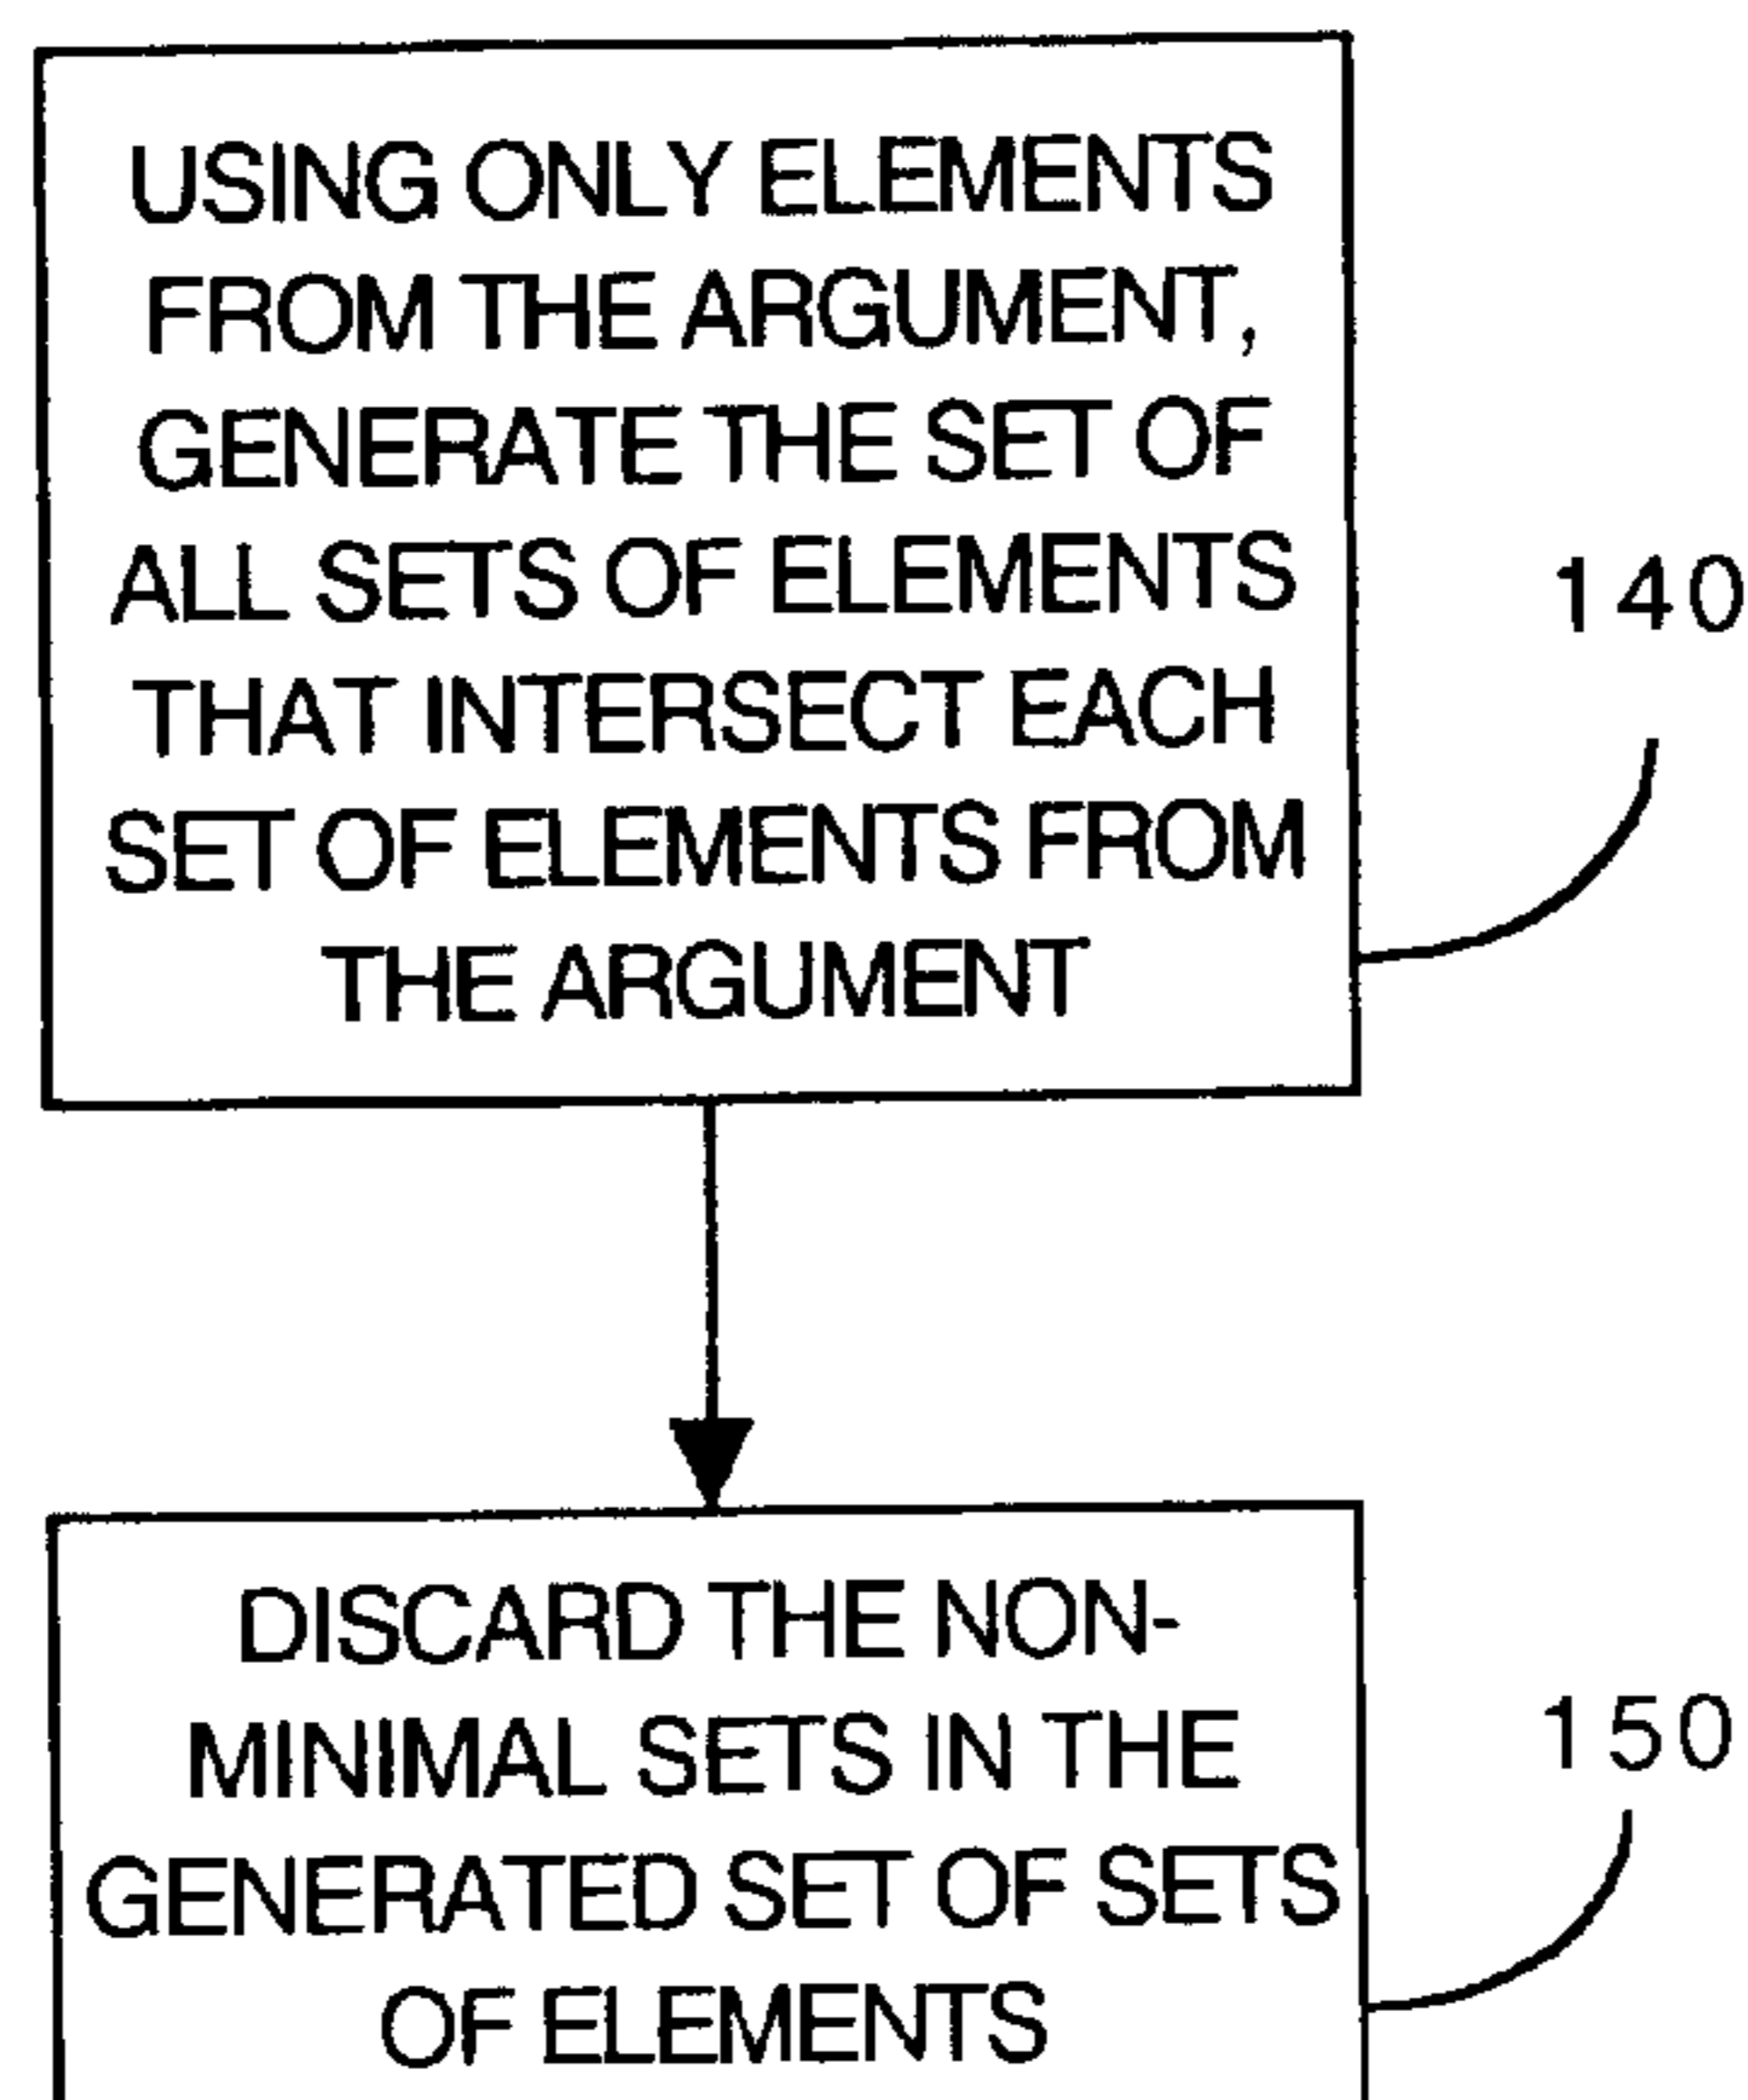 USING ONLY ELEMENTS
FROM THE ARGUMENT,
GENERATE THE SET OF
ALL SETS OF ELEMENTS
THAT INTERSECT EACH
SET OF ELEMENTS FROM
THE ARGUMENT
140
DISCARD THE NON-
MINIMAL SETS IN THE
GENERATED SET OF SETS
OF ELEMENTS
150